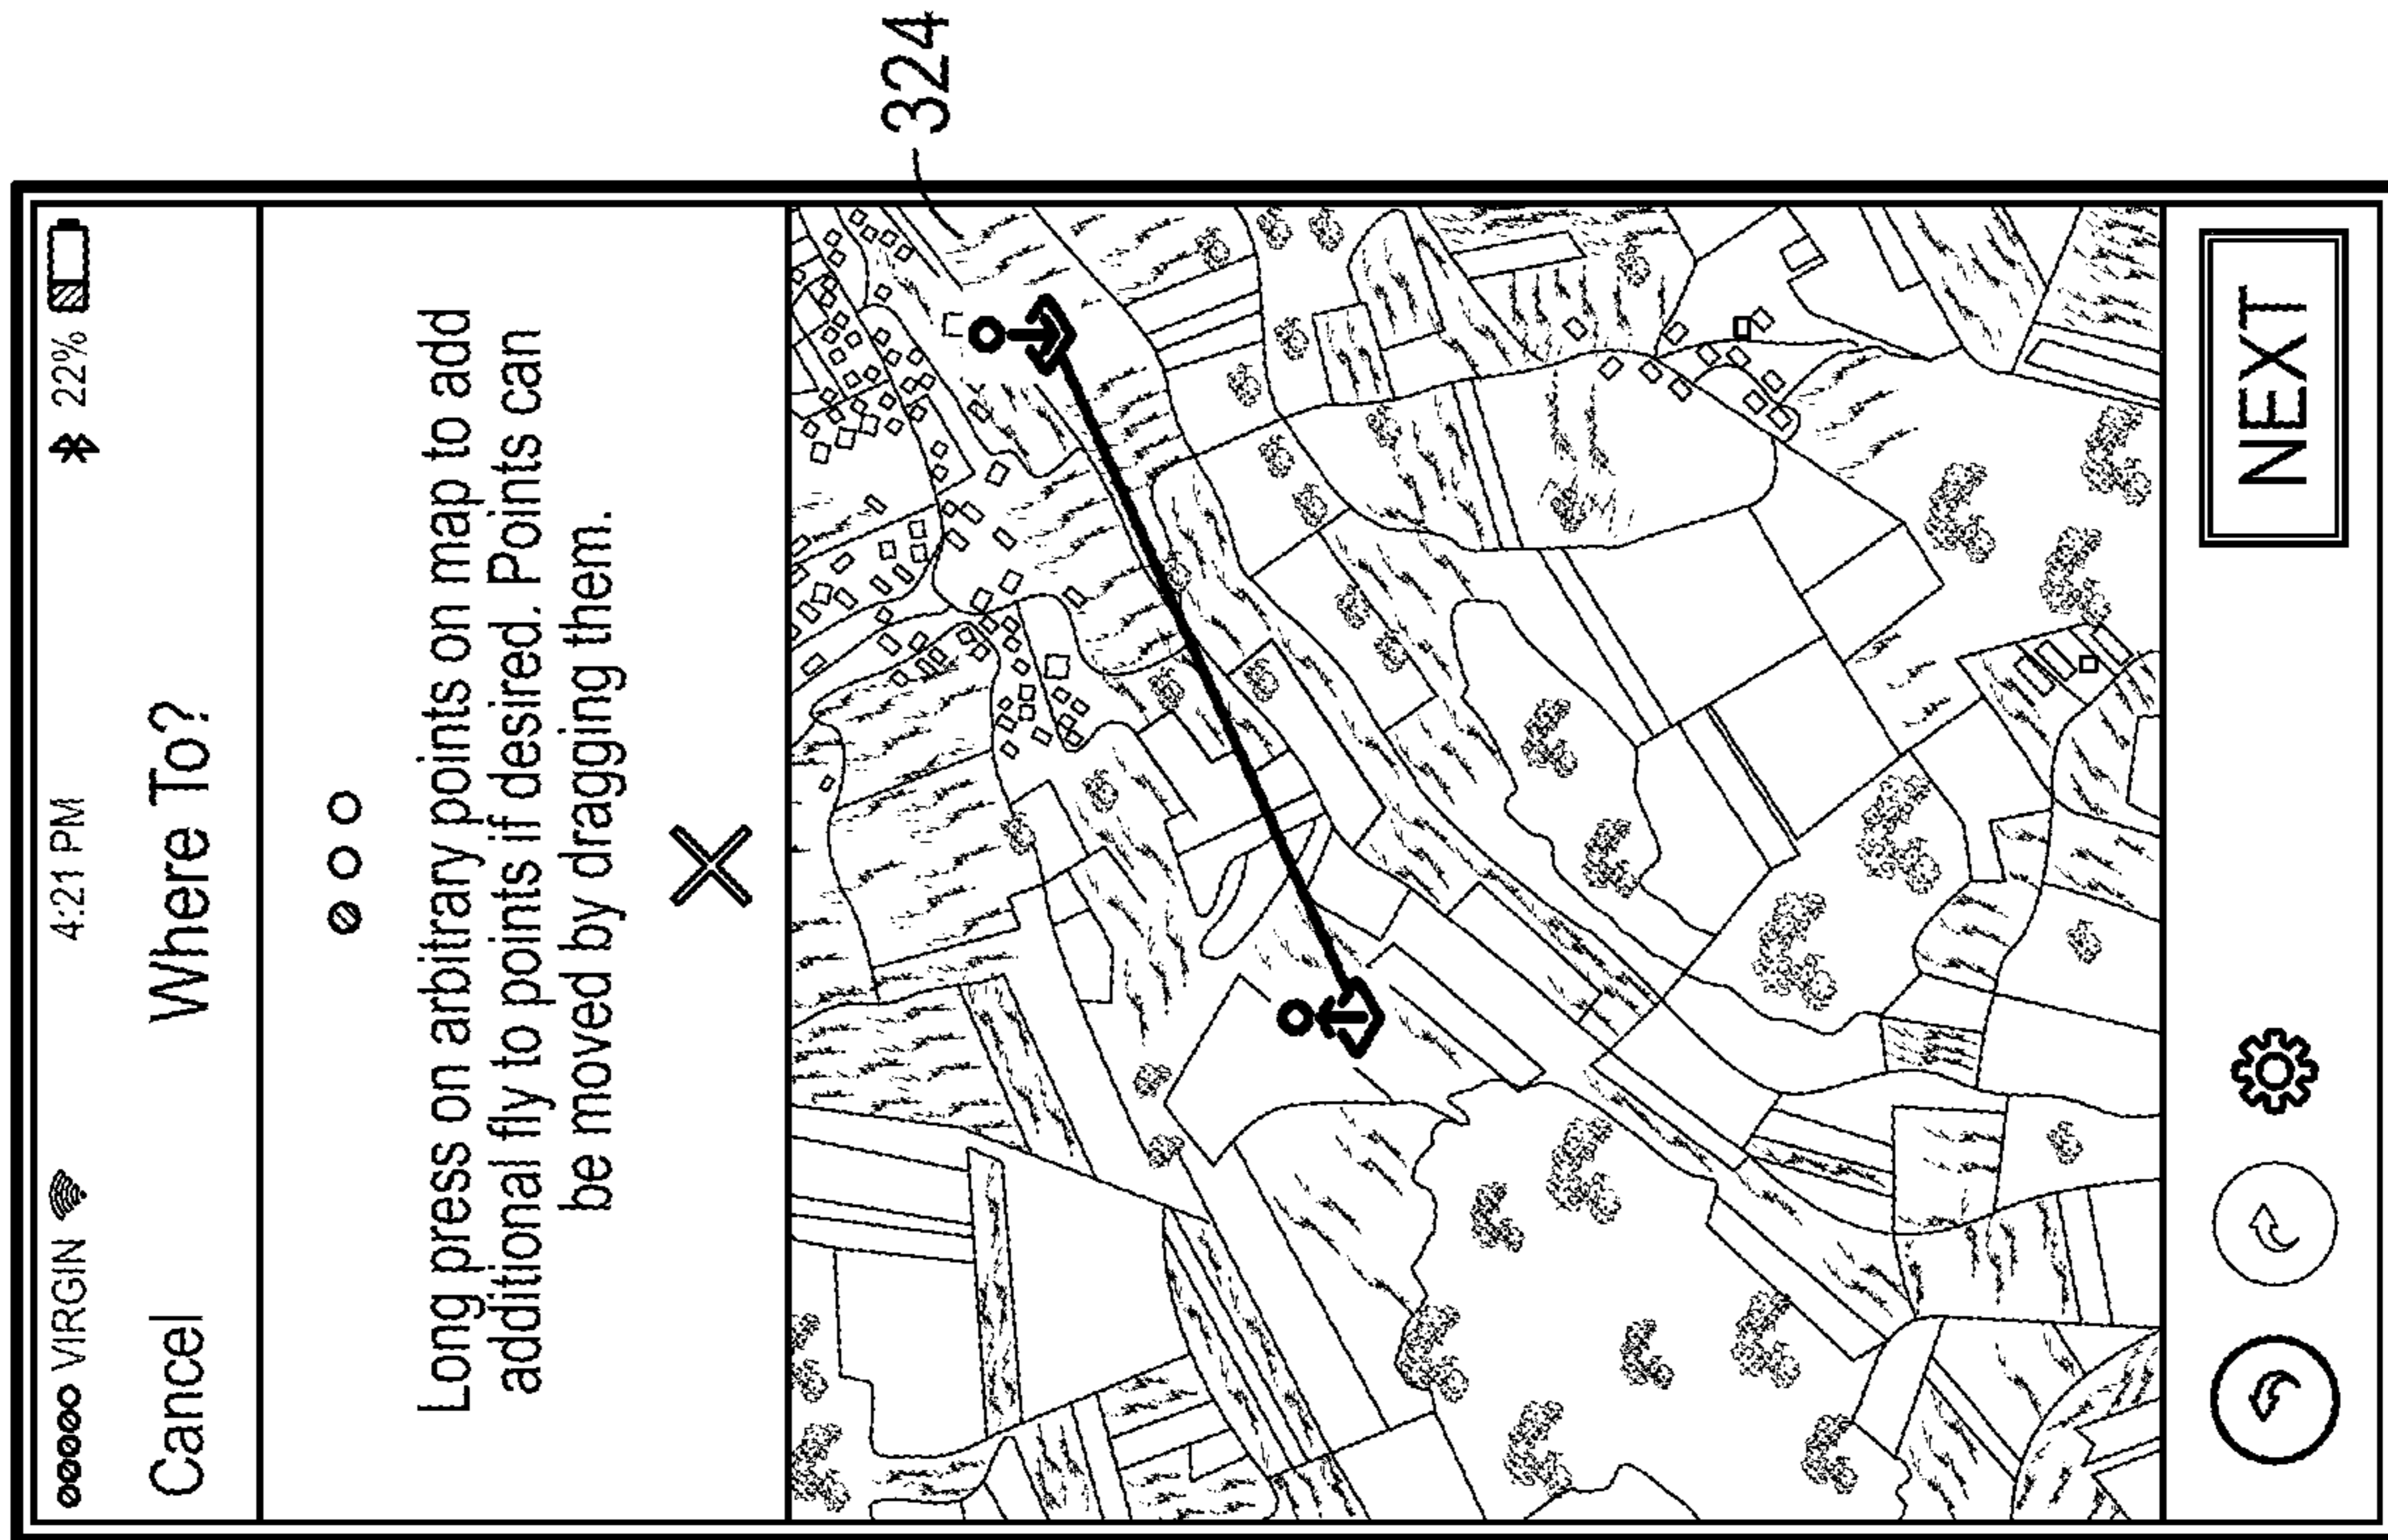 VIRGIN 4:21 PM 22%
Cancel Where To?
Long press on arbitrary points on map to add
additional fly to points if desired. Points can
be moved by dragging them.
324
NEXT